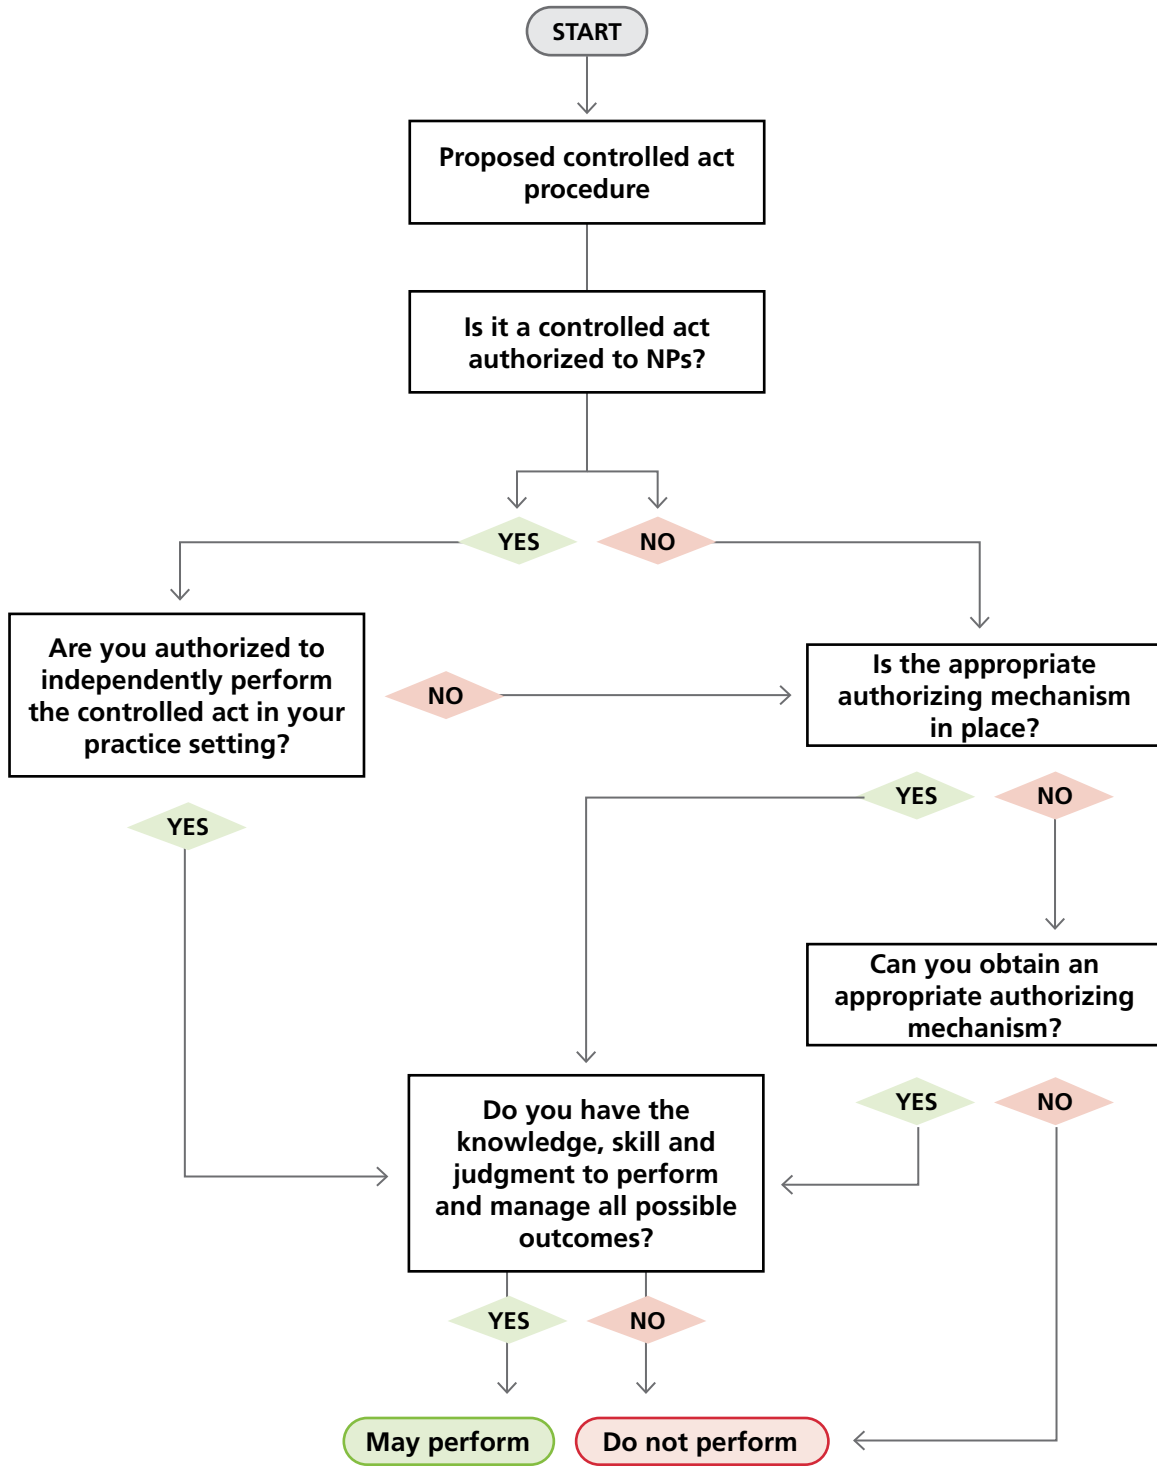 START
Proposed controlled act
procedure
Is it a controlled act
authorized to NPs?
YES
NO
Are you authorized to
independently perform
the controlled act in your
practice setting?
NO
Is the appropriate
authorizing mechanism
in place?
YES
NO
YES
Can you obtain an
appropriate authorizing
mechanism?
YES
NO
Do you have the
knowledge, skill and
judgment to perform
and manage all possible
outcomes?
YES
NO
May perform
Do not perform